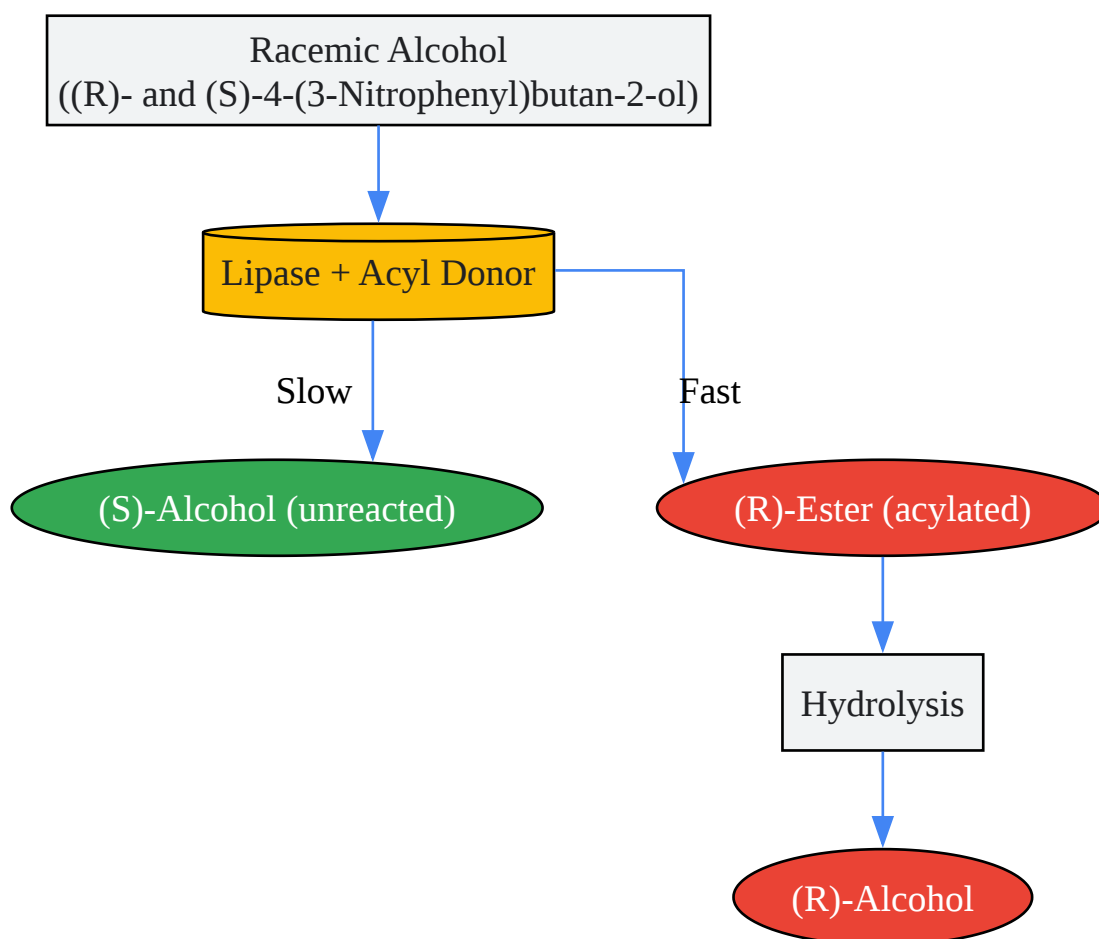 Racemic Alcohol
((R)- and (S)-4-(3-Nitrophenyl)butan-2-ol)
Lipase + Acyl Donor
Slow
Fast
(S)-Alcohol (unreacted)
(R)-Ester (acylated)
Hydrolysis
(R)-Alcohol